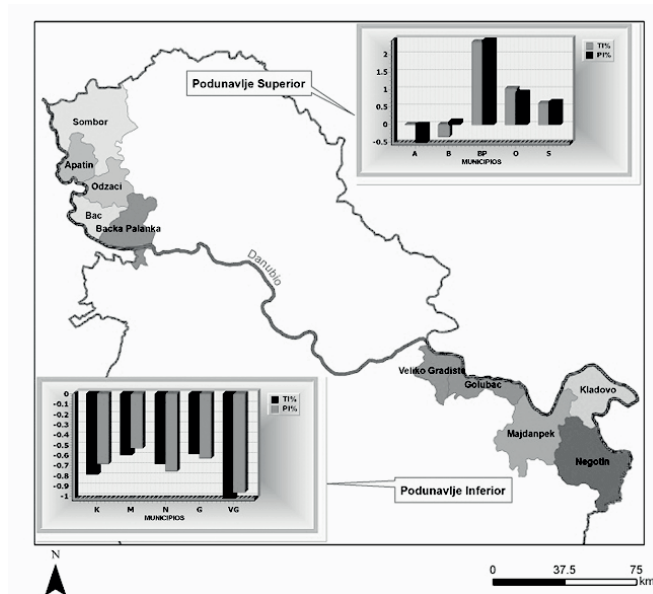 Podunavlje Superior
2
1.5
1
0.5
0
-0.5
A B BP O S
MUNICIPIOS
TI%
PI%
Sombor
Apatin
Odzaci
Bac
Backa Palanka
Danubio
Veliko Gradiste
Golubac
Kladovo
Majdanpek
Negotin
0
-0.1
-0.2
-0.3
-0.4
-0.5
-0.6
-0.7
-0.8
-0.9
-1
K M N G VG
MUNICIPIOS
TI%
PI%
Podunavlje Inferior
N
0 37.5 75
km